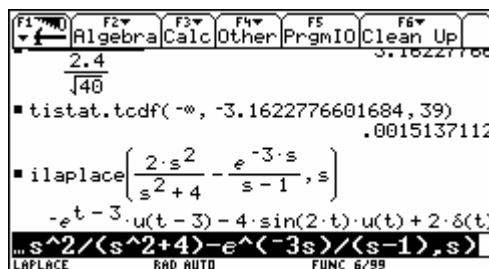 F1 F2 F3 F4 F5 F6
Algebra Calc Other PrgmIO Clean Up
2.4
√40
3.16227766
▪ tistat.tcdf(⁻∞, ⁻3.1622776601684, 39)
.0015137112
▪ ilaplace(2·s²/(s²+4) - e^(-3·s)/(s-1), s)
-e^(t-3)·u(t-3)-4·sin(2·t)·u(t)+2·δ(t)
…s^2/(s^2+4)-e^(⁻3s)/(s-1),s)
LAPLACE RAD AUTO FUNC 6/99